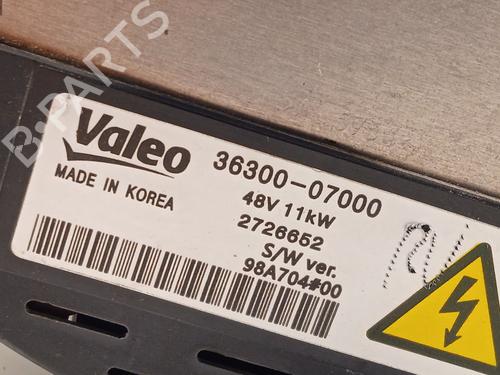 Valeo
MADE IN KOREA
36300-07000
48V 11kW
2726652
S/W ver.
98A704#00
B-PARTS